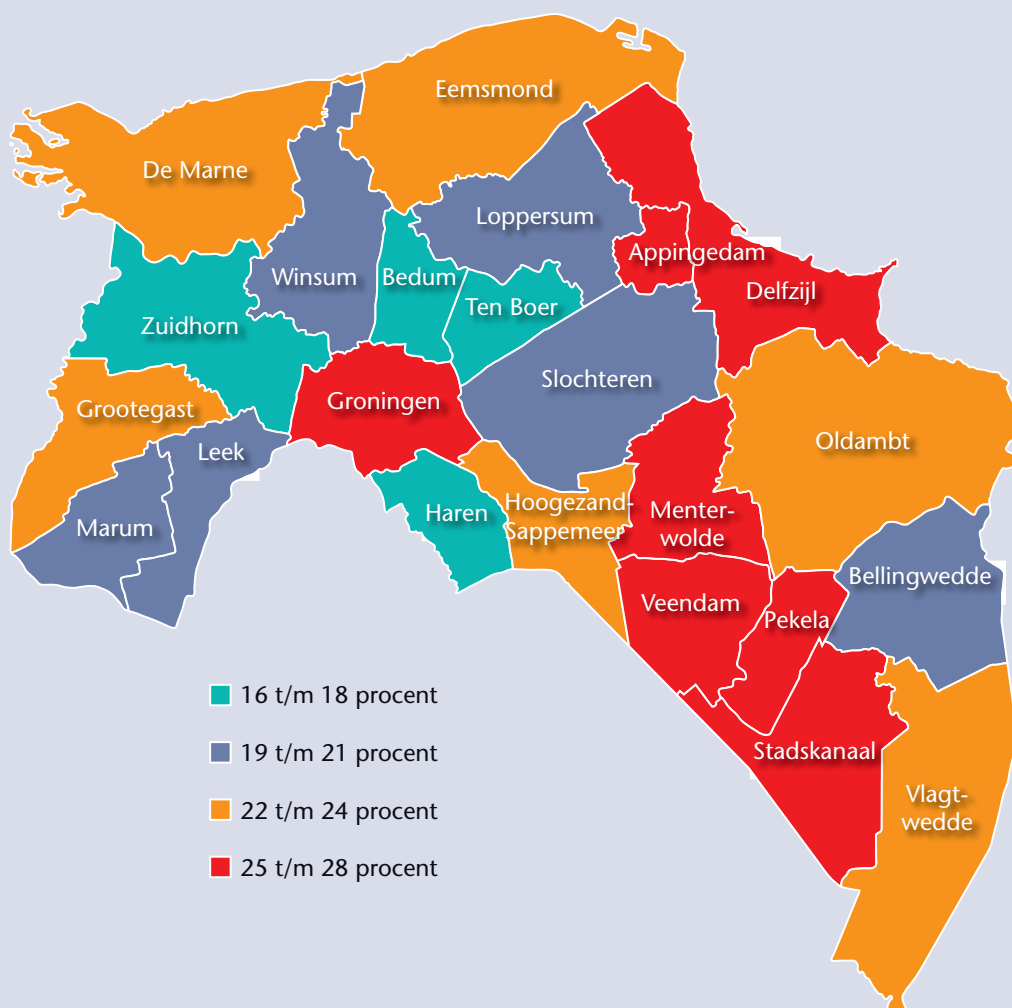 Eemsmond
De Marne
Loppersum
Appingedam
Winsum
Bedum
Delfzijl
Ten Boer
Zuidhorn
Slochteren
Groningen
Grootegast
Oldambt
Leek
Hoogezand-
Sappemeer
Haren
Menter-
wolde
Marum
Bellingwedde
Veendam
Pekela
Stadskanaal
Vlagt-
wedde
16 t/m 18 procent
19 t/m 21 procent
22 t/m 24 procent
25 t/m 28 procent